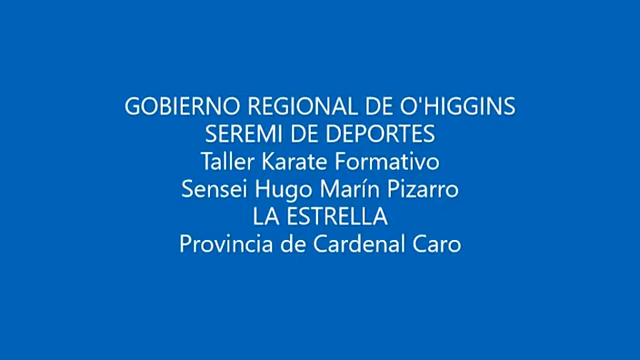 GOBIERNO REGIONAL DE O'HIGGINS
SEREMI DE DEPORTES
Taller Karate Formativo
Sensei Hugo Marín Pizarro
LA ESTRELLA
Provincia de Cardenal Caro